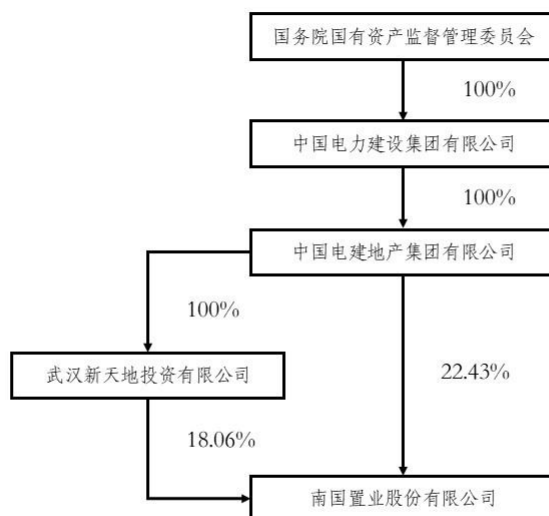 国务院国有资产监督管理委员会
100%
中国电力建设集团有限公司
100%
中国电建地产集团有限公司
100%
武汉新天地投资有限公司
22.43%
18.06%
南国置业股份有限公司